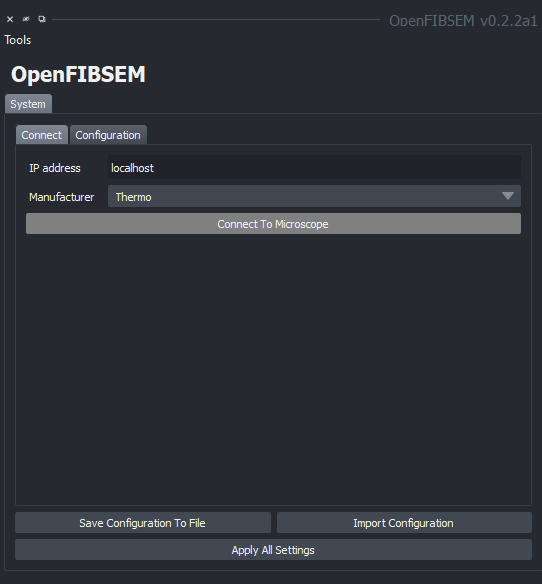 OpenFIBSEM v0.2.2a1
Tools
OpenFIBSEM
System
Connect Configuration
IP address localhost
Manufacturer Thermo
Connect To Microscope
Save Configuration To File Import Configuration
Apply All Settings